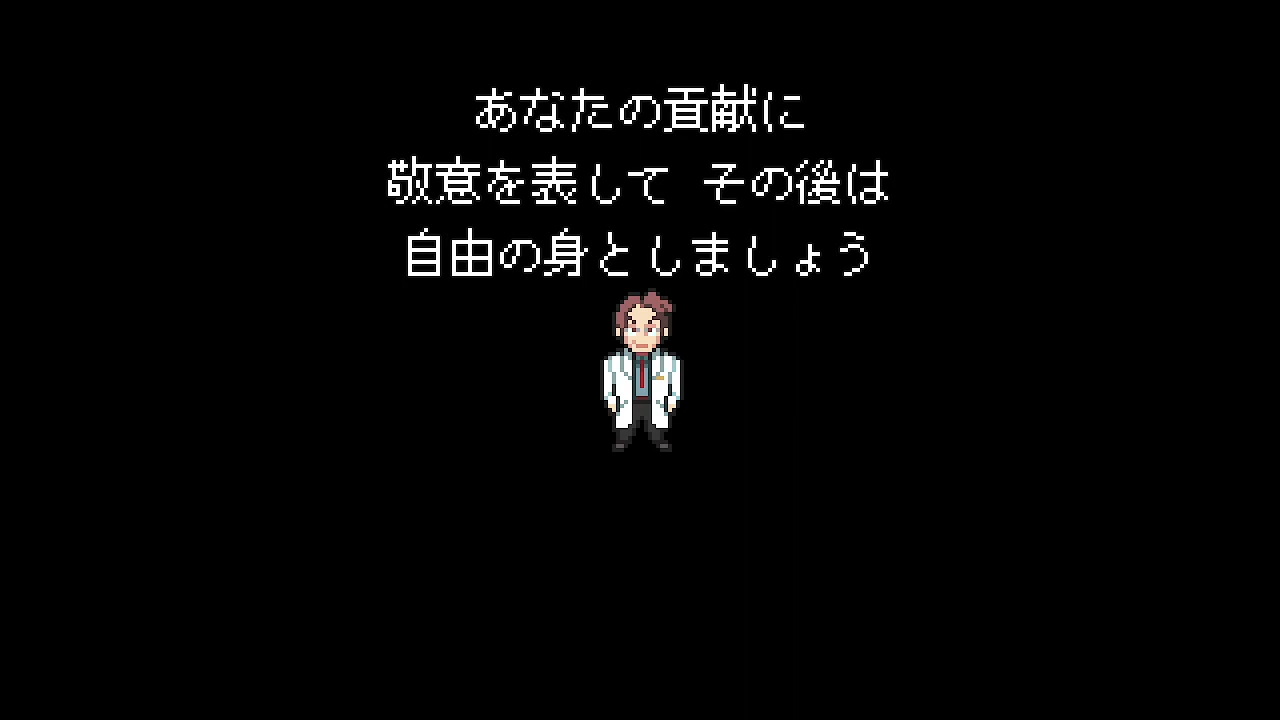 あなたの貢献に
敬意を表して その後は
自由の身としましょう